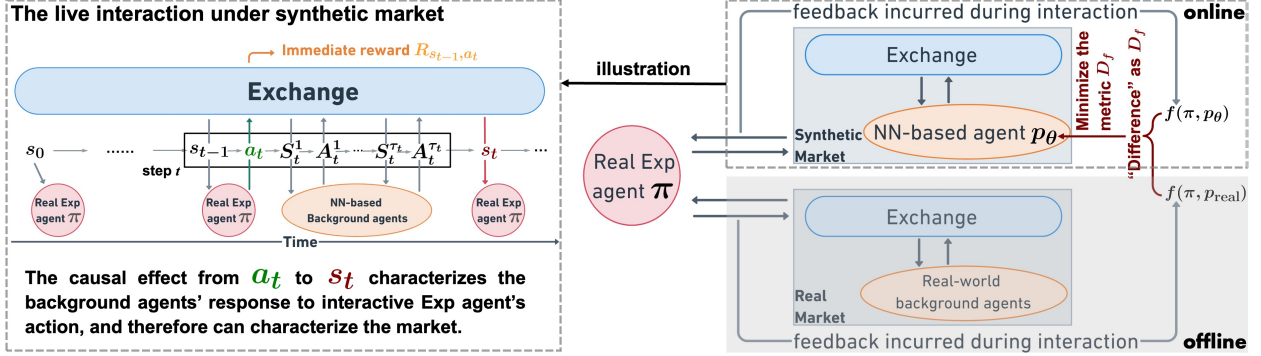 The live interaction under synthetic market
Immediate reward R_{s_{t-1},a_t}
Exchange
s_0 ...... s_{t-1} a_t S_t^1 A_t^1 ... S_t^{τ_t} A_t^{τ_t} s_t ...
step t
Real Exp
agent π
Real Exp
agent π
NN-based
Background agents
Real Exp
agent π
Time
The causal effect from a_t to s_t characterizes the
background agents' response to interactive Exp agent's
action, and therefore can characterize the market.
illustration
Real Exp
agent π
feedback incurred during interaction
online
Exchange
NN-based agent p_θ
Synthetic
Market
Minimize the
metric D_f
"Difference" as D_f
f(π, p_θ)
f(π, p_real)
Exchange
Real-world
background agents
Real
Market
feedback incurred during interaction
offline